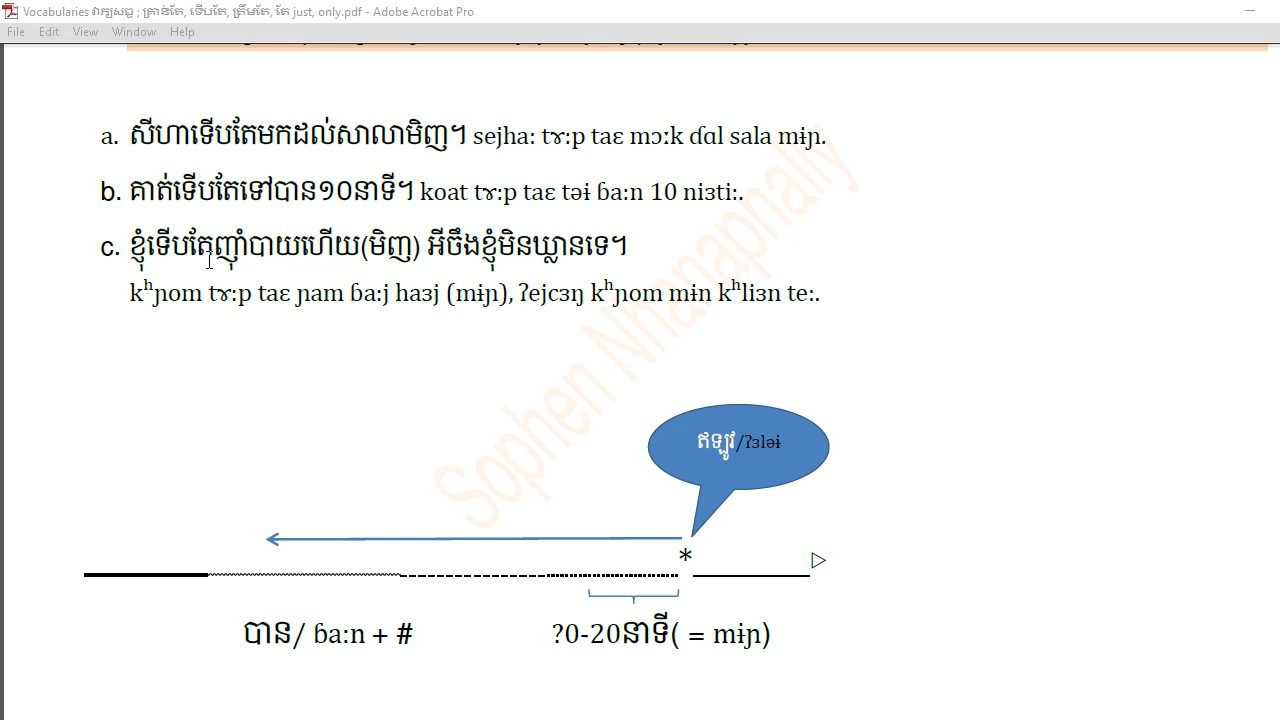 Vocabularies វាក្យសព្ទ ; គ្រាន់តែ, ទើបតែ, ត្រឹមតែ, តែ just, only.pdf - Adobe Acrobat Pro
File Edit View Window Help
a. សីហាទើបតែមកដល់សាលាមិញ។ sejha: tɤ:p taɛ mɔ:k ɗɑl sala mɨɲ.
b. គាត់ទើបតែទៅបាន១០នាទី។ koat tɤ:p taɛ təɨ ɓa:n 10 niɜti:.
c. ខ្ញុំទើបតែញ៉ាំបាយហើយ(មិញ) អីចឹងខ្ញុំមិនឃ្លានទេ។
kʰɲom tɤ:p taɛ ɲam ɓa:j haɜj (mɨɲ), ʔejcɜŋ kʰɲom mɨn kʰliɜn te:.
Sophen Nhanapnally
ឥឡូវ/ʔɜləɨ
*
បាន/ ɓa:n + # ?0-20នាទី( = mɨɲ)